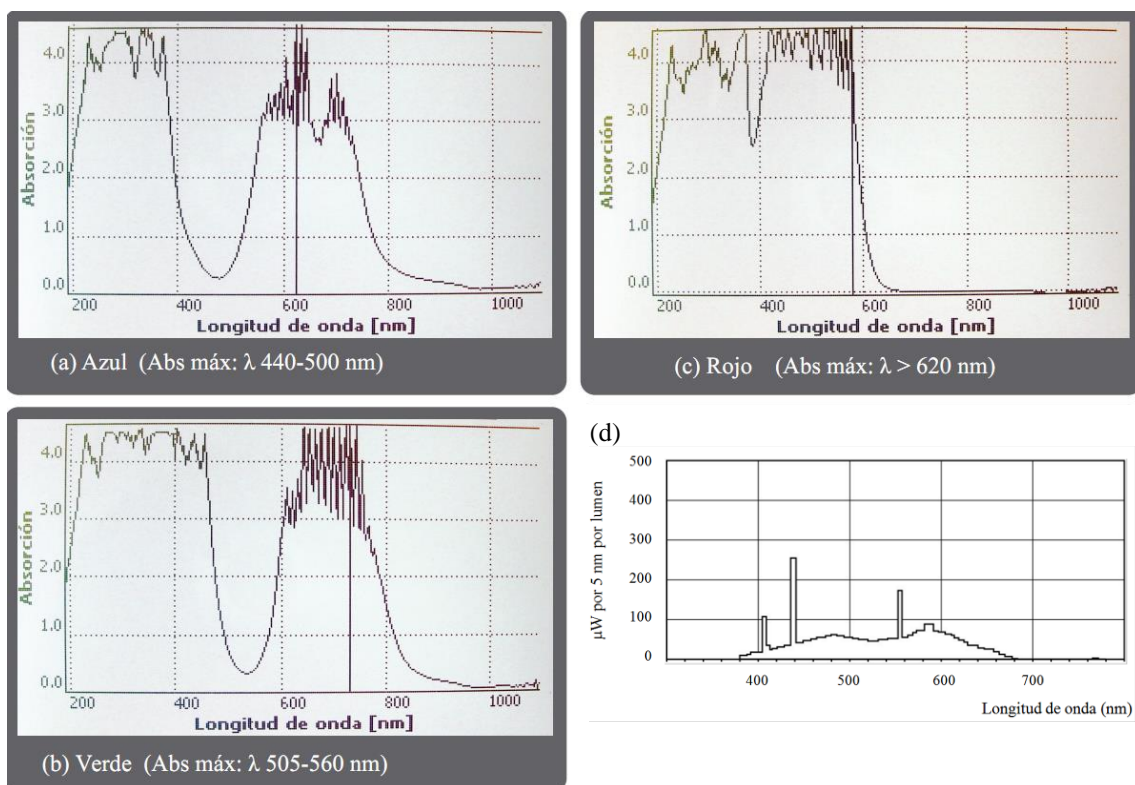 4.0
3.0
2.0
1.0
0.0
Absorción
200 400 600 800 1000
Longitud de onda [nm]
(a) Azul (Abs máx: λ 440-500 nm)
4.0
3.0
2.0
1.0
0.0
Absorción
200 400 600 800 1000
Longitud de onda [nm]
(c) Rojo (Abs máx: λ > 620 nm)
4.0
3.0
2.0
1.0
0.0
Absorción
200 400 600 800 1000
Longitud de onda [nm]
(b) Verde (Abs máx: λ 505-560 nm)
(d)
500
400
300
200
100
0
µW por 5 nm por lumen
400 500 600 700
Longitud de onda (nm)